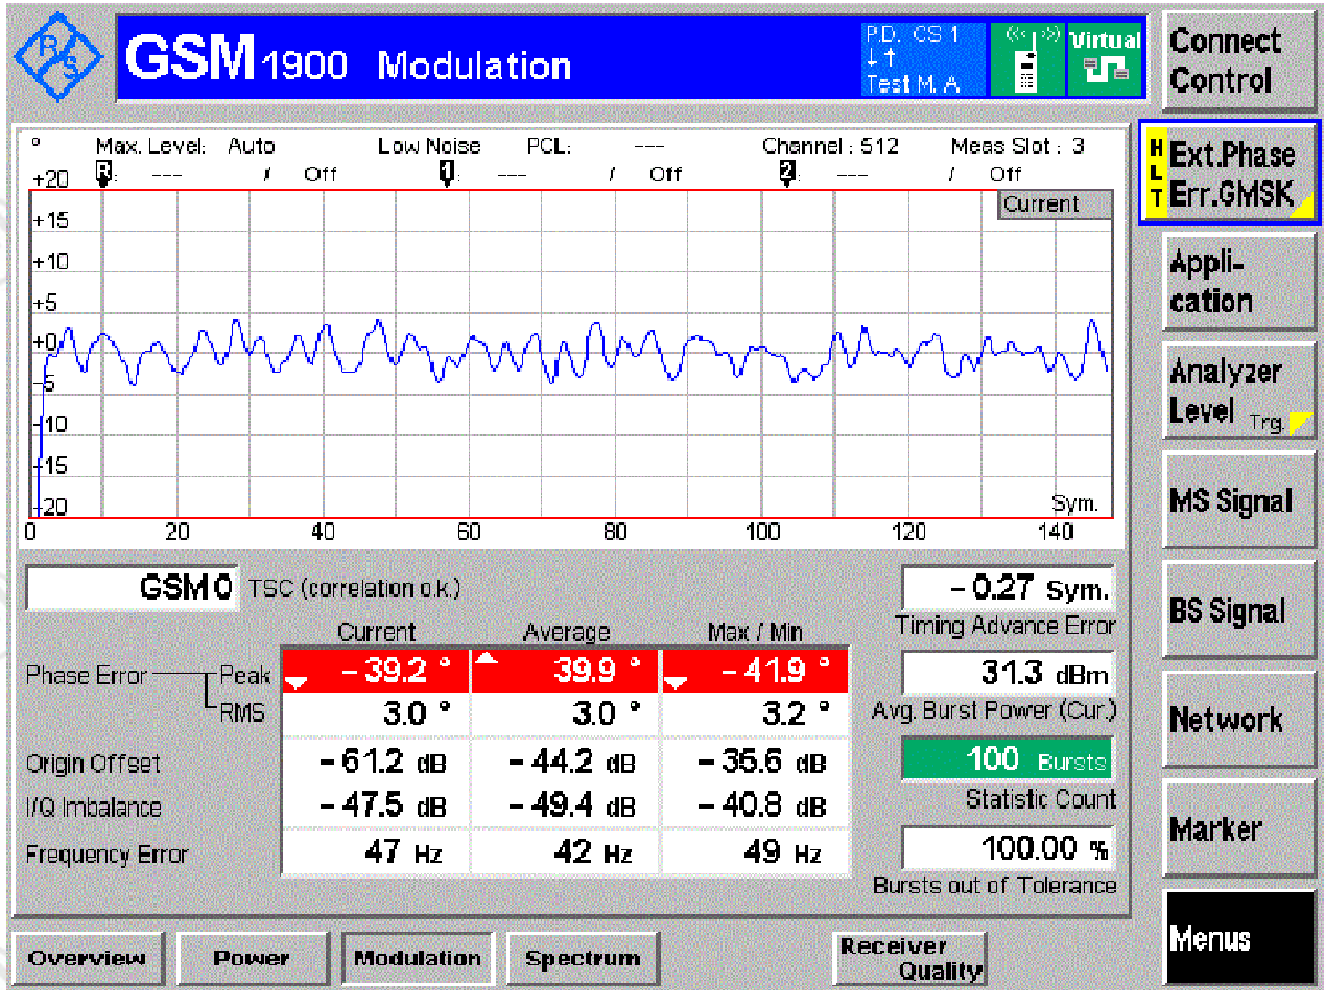 R S
GSM 1900 Modulation
P.D. CS 1
Test M. A.
Virtual
Connect
Control
° Max. Level: Auto Low Noise PCL: --- Channel : 512 Meas Slot : 3
R : --- / Off 1 : --- / Off 2 : --- / Off
Current
+20
+15
+10
+5
+0
-5
-10
-15
-20
Sym.
0 20 40 60 80 100 120 140
HLT
Ext.Phase
Err.GMSK
Appli-
cation
Analyzer
Level Trg.
MS Signal
BS Signal
Network
Marker
Menus
GSM 0 TSC (correlation o.k.)
- 0.27 Sym.
Timing Advance Error
Current Average Max / Min
Phase Error Peak - 39.2 ° 39.9 ° - 41.9 °
RMS 3.0 ° 3.0 ° 3.2 °
31.3 dBm
Avg. Burst Power (Cur.)
Origin Offset - 61.2 dB - 44.2 dB - 35.6 dB
100 Bursts
Statistic Count
I/Q Imbalance - 47.5 dB - 49.4 dB - 40.8 dB
Frequency Error 47 Hz 42 Hz 49 Hz
100.00 %
Bursts out of Tolerance
Overview Power Modulation Spectrum
Receiver
Quality